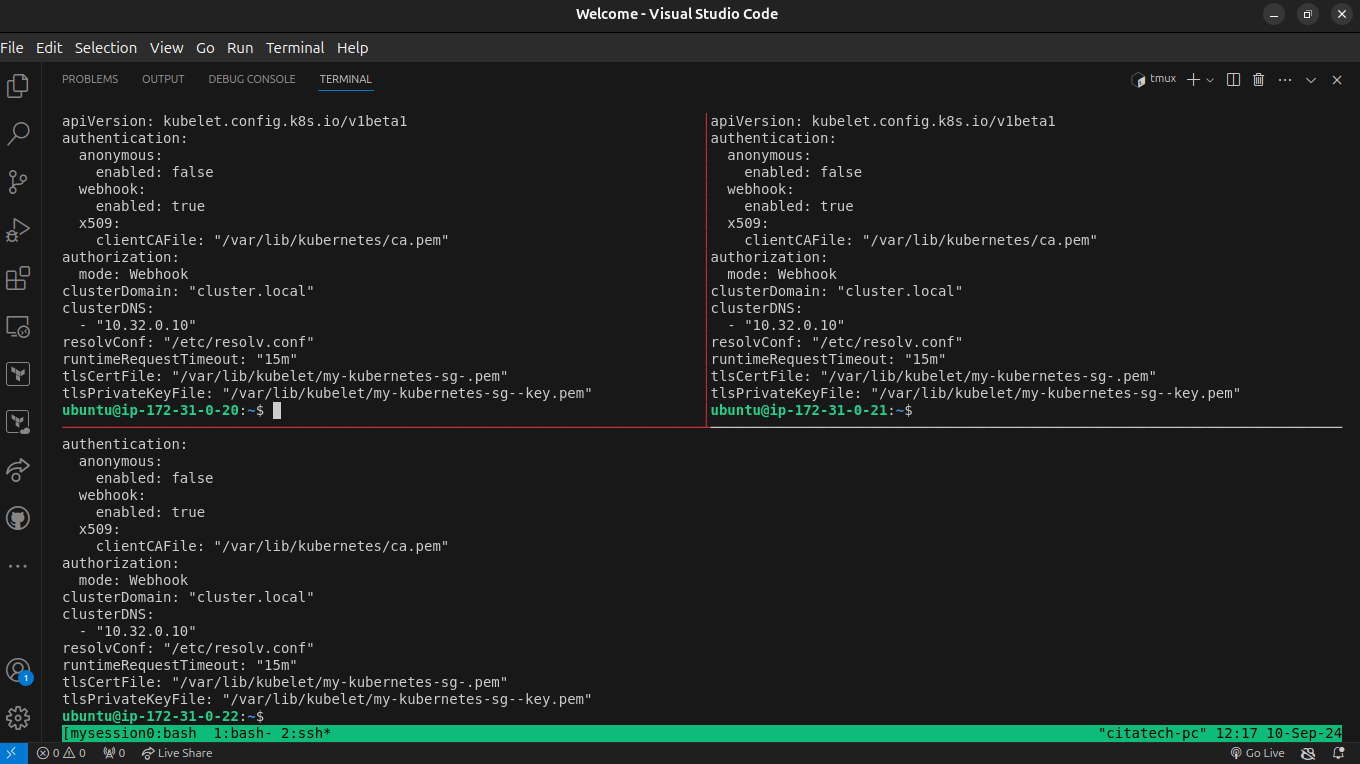 Welcome - Visual Studio Code
File Edit Selection View Go Run Terminal Help
PROBLEMS OUTPUT DEBUG CONSOLE TERMINAL
tmux
apiVersion: kubelet.config.k8s.io/v1beta1
authentication:
  anonymous:
    enabled: false
  webhook:
    enabled: true
  x509:
    clientCAFile: "/var/lib/kubernetes/ca.pem"
authorization:
  mode: Webhook
clusterDomain: "cluster.local"
clusterDNS:
  - "10.32.0.10"
resolvConf: "/etc/resolv.conf"
runtimeRequestTimeout: "15m"
tlsCertFile: "/var/lib/kubelet/my-kubernetes-sg-.pem"
tlsPrivateKeyFile: "/var/lib/kubelet/my-kubernetes-sg--key.pem"
ubuntu@ip-172-31-0-20:~$
apiVersion: kubelet.config.k8s.io/v1beta1
authentication:
  anonymous:
    enabled: false
  webhook:
    enabled: true
  x509:
    clientCAFile: "/var/lib/kubernetes/ca.pem"
authorization:
  mode: Webhook
clusterDomain: "cluster.local"
clusterDNS:
  - "10.32.0.10"
resolvConf: "/etc/resolv.conf"
runtimeRequestTimeout: "15m"
tlsCertFile: "/var/lib/kubelet/my-kubernetes-sg-.pem"
tlsPrivateKeyFile: "/var/lib/kubelet/my-kubernetes-sg--key.pem"
ubuntu@ip-172-31-0-21:~$
authentication:
  anonymous:
    enabled: false
  webhook:
    enabled: true
  x509:
    clientCAFile: "/var/lib/kubernetes/ca.pem"
authorization:
  mode: Webhook
clusterDomain: "cluster.local"
clusterDNS:
  - "10.32.0.10"
resolvConf: "/etc/resolv.conf"
runtimeRequestTimeout: "15m"
tlsCertFile: "/var/lib/kubelet/my-kubernetes-sg-.pem"
tlsPrivateKeyFile: "/var/lib/kubelet/my-kubernetes-sg--key.pem"
ubuntu@ip-172-31-0-22:~$
[mysession0:bash  1:bash- 2:ssh* "citatech-pc" 12:17 10-Sep-24
1
0 0 0 Live Share Go Live